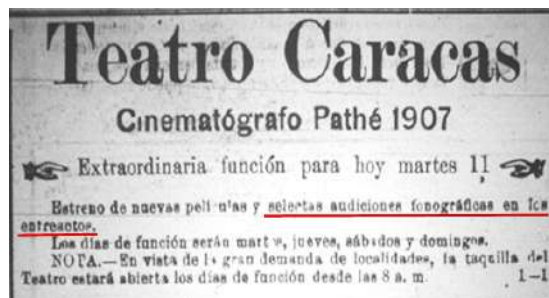 Teatro Caracas
Cinematógrafo Pathé 1907
Extraordinaria función para hoy martes 11
Estreno de nuevas películas y selectas audiciones fonográficas en los
entreactos.
Los días de función serán martes, jueves, sábados y domingos.
NOTA.—En vista de la gran demanda de localidades, la taquilla del
Teatro estará abierta los días de función desde las 8 a. m. 1—1